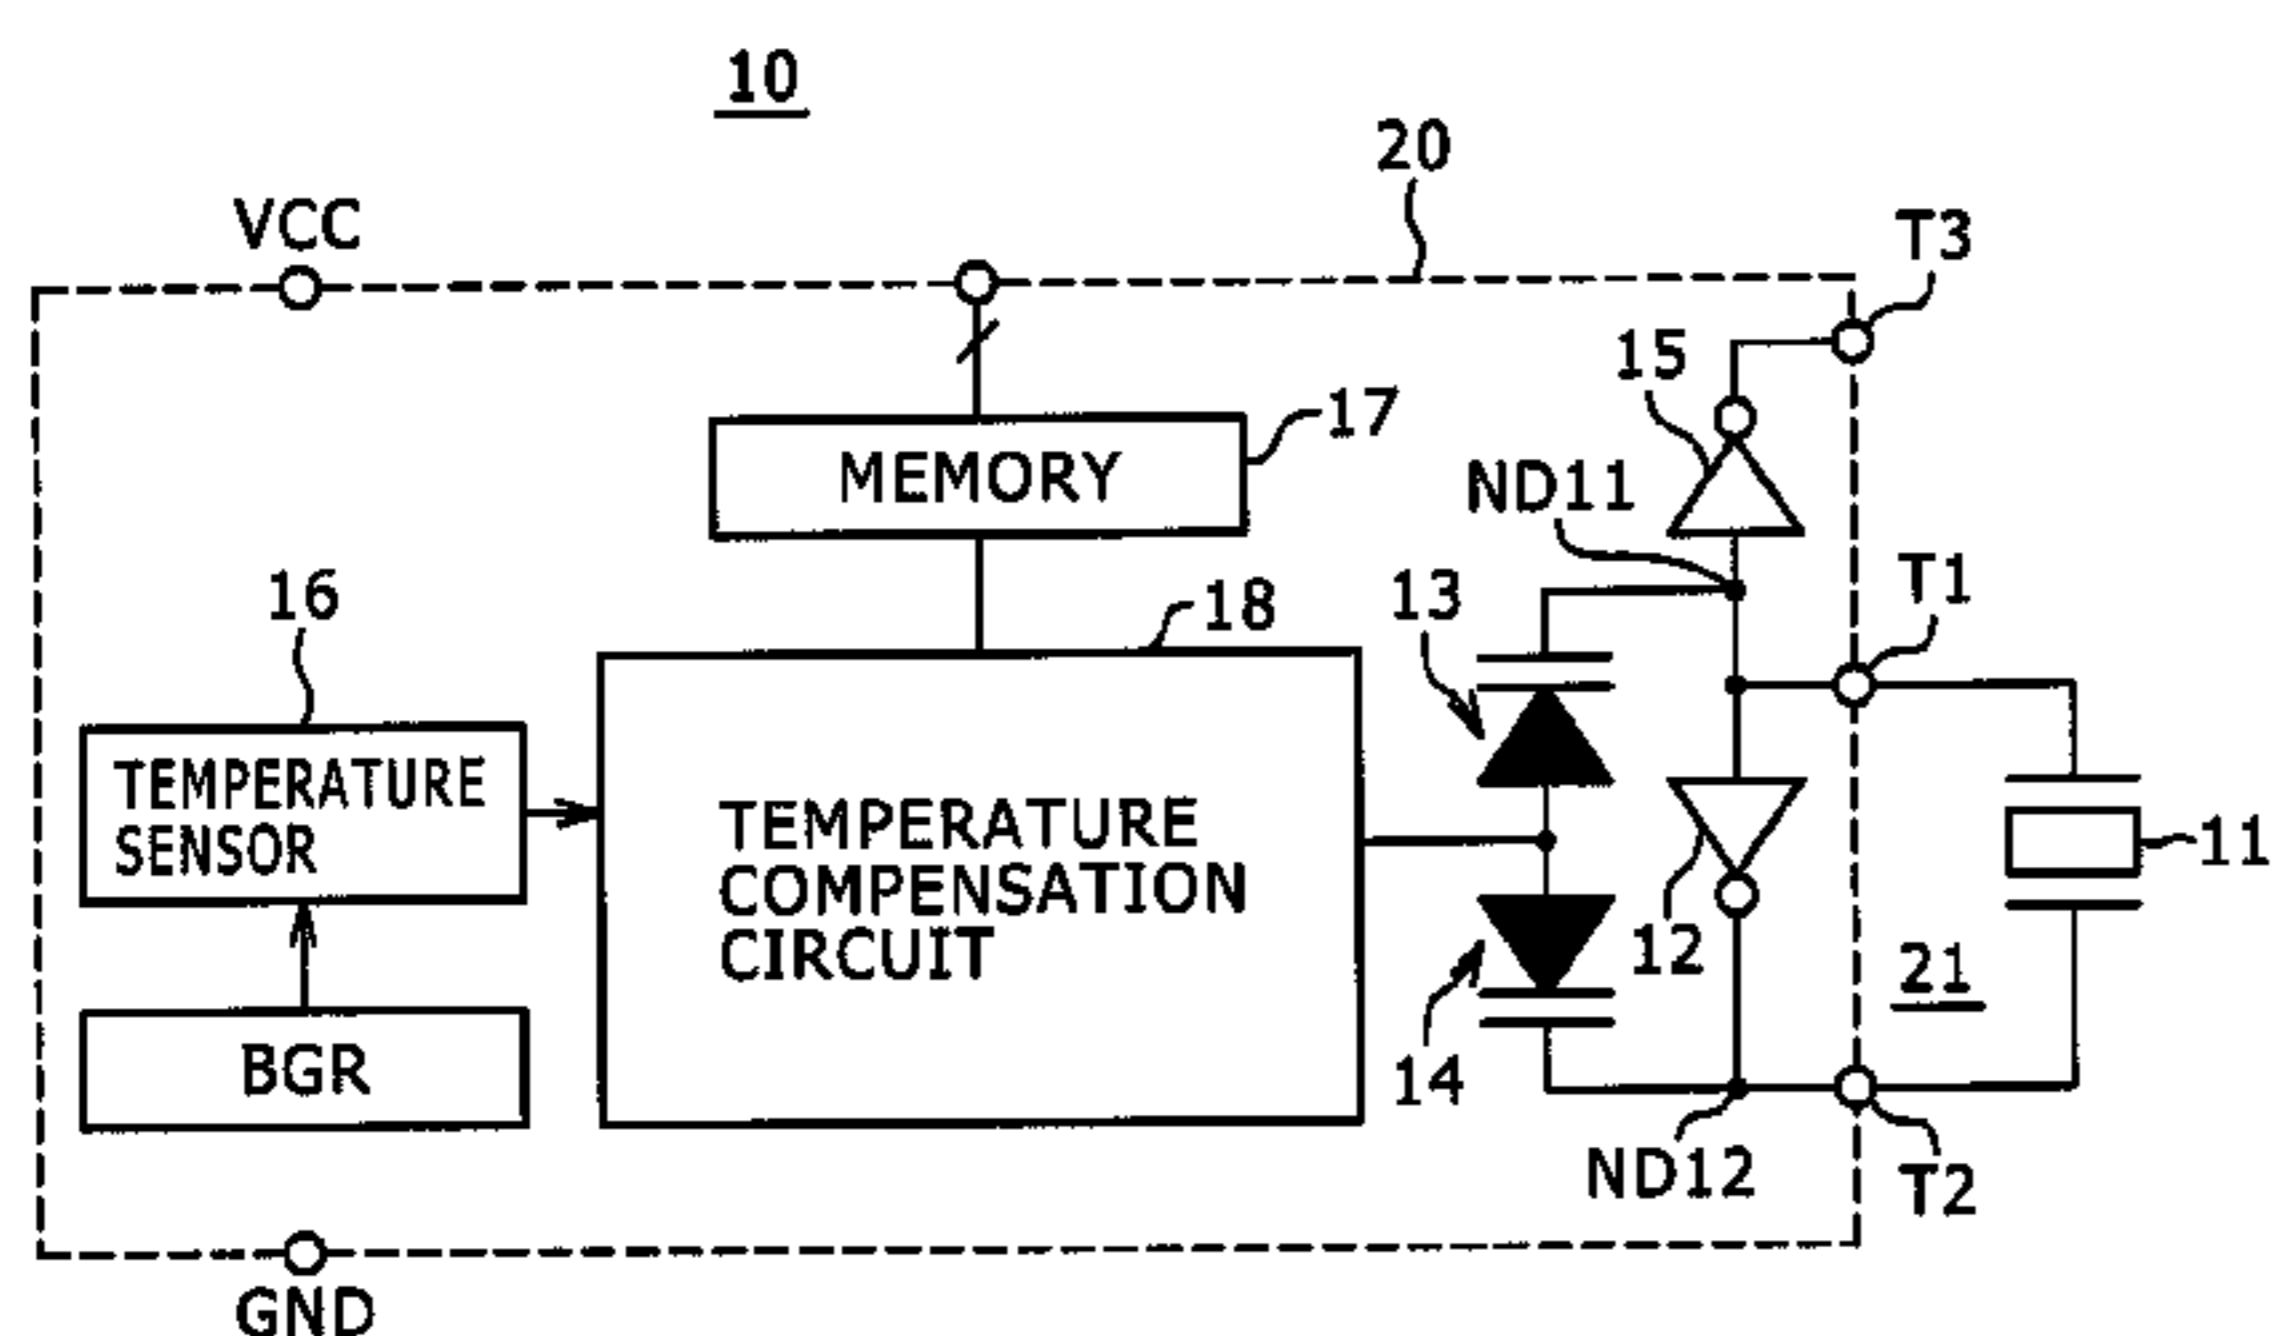 10
20
VCC
T3
15
17
MEMORY
ND11
T1
16
13
18
TEMPERATURE
SENSOR
TEMPERATURE
COMPENSATION
CIRCUIT
11
12
21
BGR
14
ND12
T2
GND